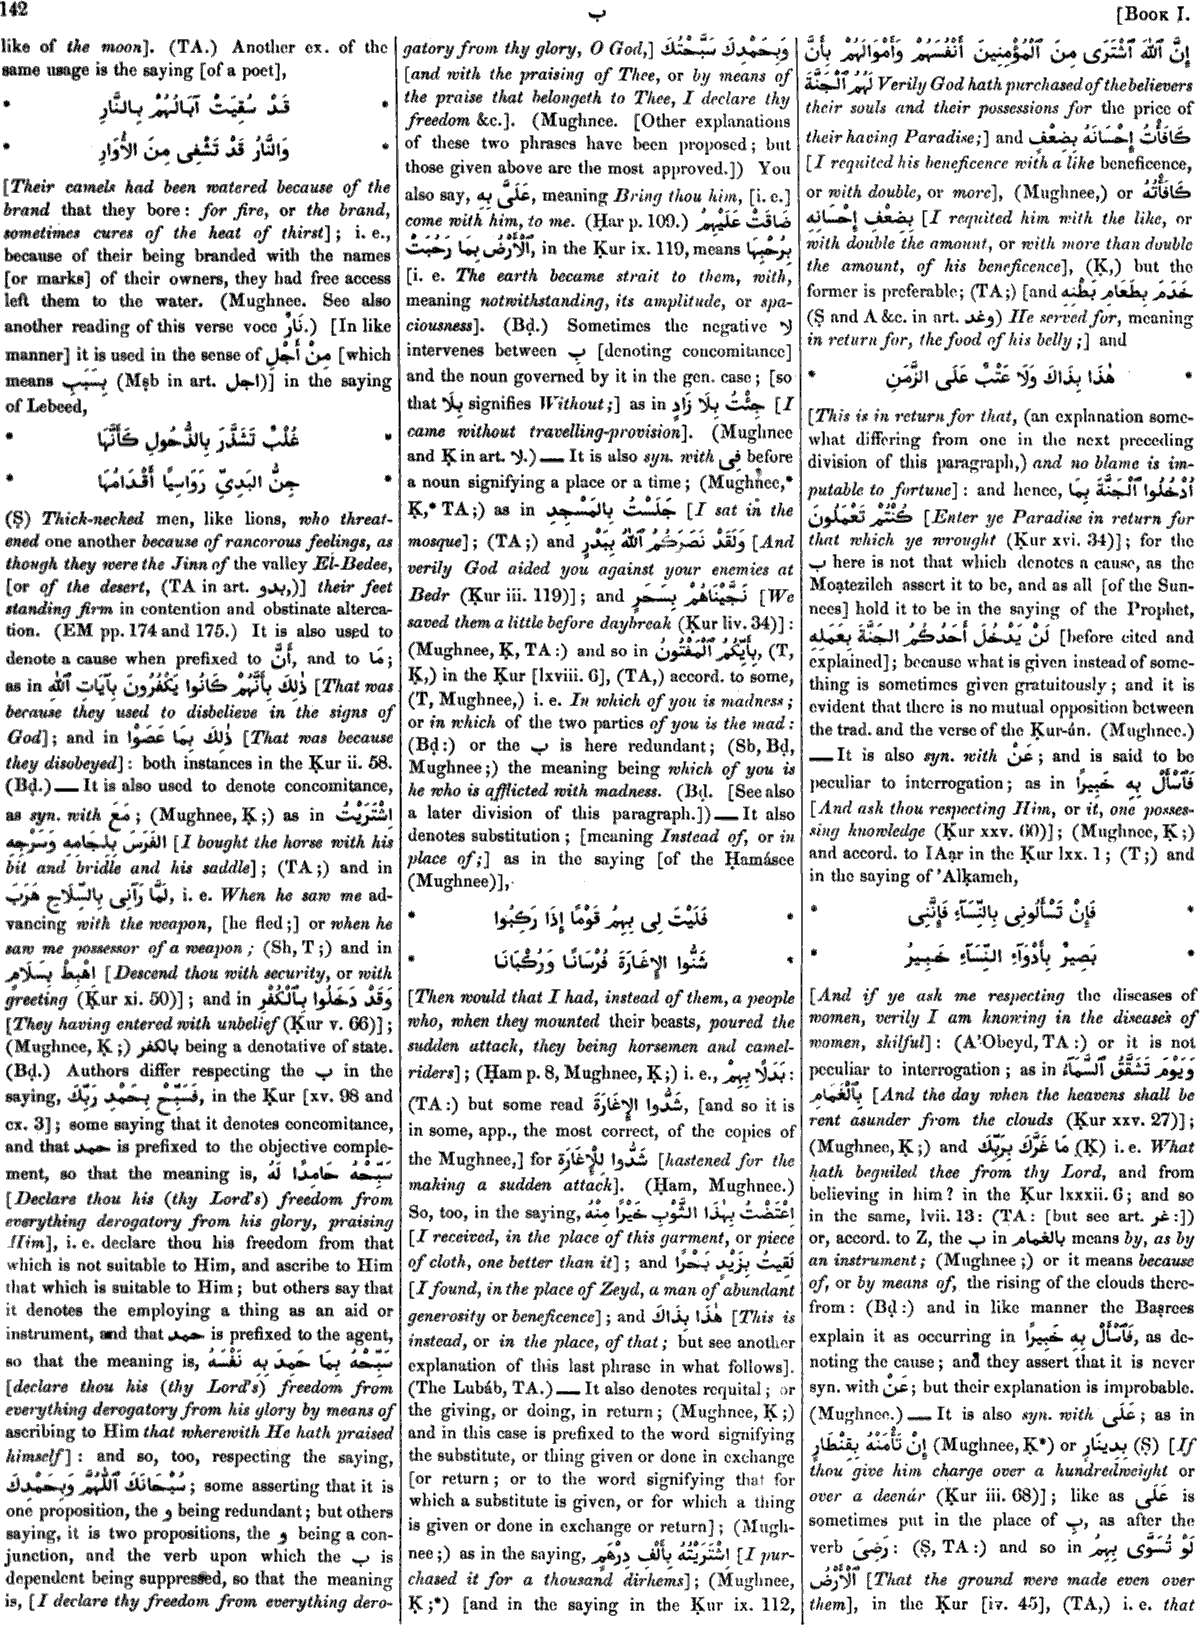 142
ب
[Book I.
like of the moon]. (TA.) Another ex. of the
same usage is the saying [of a poet],
* قَدْ سُقِيَتْ آبَالُهُمْ بِالنَّارِ *
* وَالنَّارُ قَدْ تَشْفِى مِنَ الأُوَارِ *
[Their camels had been watered because of the
brand that they bore: for fire, or the brand,
sometimes cures of the heat of thirst]; i. e.,
because of their being branded with the names
[or marks] of their owners, they had free access
left them to the water. (Mughnee. See also
another reading of this verse voce نَارٌ.) [In like
manner] it is used in the sense of مِنْ أَجْلِ [which
means بِسَبَبِ (Mṣb in art. اجل)] in the saying
of Lebeed,
* غُلْبٌ تَشَذَّرَ بِالذُّحُولِ كَأَنَّهَا *
* جِنُّ البَدِىِّ رَوَاسِيًا أَقْدَامُهَا *
(Ṣ) Thick-necked men, like lions, who threat-
ened one another because of rancorous feelings, as
though they were the Jinn of the valley El-Bedee,
[or of the desert, (TA in art. بدو,)] their feet
standing firm in contention and obstinate alterca-
tion. (EM pp. 174 and 175.) It is also used to
denote a cause when prefixed to أَنَّ, and to مَا;
as in ذٰلِكَ بِأَنَّهُمْ كَانُوا يَكْفُرُونَ بِآيَاتِ ٱللّٰهِ [That was
because they used to disbelieve in the signs of
God]; and in ذٰلِكَ بِمَا عَصَوْا [That was because
they disobeyed]: both instances in the Ḳur ii. 58.
(Bḍ.) — It is also used to denote concomitance,
as syn. with مَعَ; (Mughnee, Ḳ;) as in اشْتَرَيْتُ
الفَرَسَ بِلِجَامِهِ وَسَرْجِهِ [I bought the horse with his
bit and bridle and his saddle]; (TA;) and in
لَمَّا رَآنِى بِالسِّلَاحِ هَرَبَ, i. e. When he saw me ad-
vancing with the weapon, [he fled;] or when he
saw me possessor of a weapon; (Sh, T;) and in
اهْبِطْ بِسَلَامٍ [Descend thou with security, or with
greeting (Ḳur xi. 50)]; and in وَقَدْ دَخَلُوا بِٱلْكُفْرِ
[They having entered with unbelief (Ḳur v. 66)];
(Mughnee, Ḳ;) بالكفر being a denotative of state.
(Bḍ.) Authors differ respecting the ب in the
saying, فَسَبِّحْ بِحَمْدِ رَبِّكَ, in the Ḳur [xv. 98 and
cx. 3]; some saying that it denotes concomitance,
and that حمد is prefixed to the objective comple-
ment, so that the meaning is, سَبِّحْهُ حَامِدًا لَهُ
[Declare thou his (thy Lord's) freedom from
everything derogatory from his glory, praising
Him], i. e. declare thou his freedom from that
which is not suitable to Him, and ascribe to Him
that which is suitable to Him; but others say that
it denotes the employing a thing as an aid or
instrument, and that حمد is prefixed to the agent,
so that the meaning is, سَبِّحْهُ بِمَا حَمِدَ بِهِ نَفْسَهُ
[declare thou his (thy Lord's) freedom from
everything derogatory from his glory by means of
ascribing to Him that wherewith He hath praised
himself]: and so, too, respecting the saying,
سُبْحَانَكَ ٱللّٰهُمَّ وَبِحَمْدِكَ; some asserting that it is
one proposition, the و being redundant; but others
saying, it is two propositions, the و being a con-
junction, and the verb upon which the ب is
dependent being suppressed, so that the meaning
is, [I declare thy freedom from everything dero-
gatory from thy glory, O God,] وَبِحَمْدِكَ سَبَّحْتُكَ
[and with the praising of Thee, or by means of
the praise that belongeth to Thee, I declare thy
freedom &c.]. (Mughnee. [Other explanations
of these two phrases have been proposed; but
those given above are the most approved.]) You
also say, عَلَىَّ بِهِ, meaning Bring thou him, [i. e.]
come with him, to me. (Ḥar p. 109.) ضَاقَتْ عَلَيْهِمُ
ٱلْأَرْضُ بِمَا رَحُبَتْ, in the Ḳur ix. 119, means بِرُحْبِهَا
[i. e. The earth became strait to them, with,
meaning notwithstanding, its amplitude, or spa-
ciousness]. (Bḍ.) Sometimes the negative لا
intervenes between ب [denoting concomitance]
and the noun governed by it in the gen. case; [so
that بِلَا signifies Without;] as in جِئْتُ بِلَا زَادٍ [I
came without travelling-provision]. (Mughnee
and Ḳ in art. لا.) — It is also syn. with فِى before
a noun signifying a place or a time; (Mughnee,*
Ḳ,* TA;) as in جَلَسْتُ بِالمَسْجِدِ [I sat in the
mosque]; (TA;) and وَلَقَدْ نَصَرَكُمُ ٱللّٰهُ بِبَدْرٍ [And
verily God aided you against your enemies at
Bedr (Ḳur iii. 119)]; and نَجَّيْنَاهُمْ بِسَحَرٍ [We
saved them a little before daybreak (Ḳur liv. 34)]:
(Mughnee, Ḳ, TA:) and so in بِأَيِّكُمُ ٱلْمَفْتُونُ, (T,
Ḳ,) in the Ḳur [lxviii. 6], (TA,) accord. to some,
(T, Mughnee,) i. e. In which of you is madness;
or in which of the two parties of you is the mad:
(Bḍ:) or the ب is here redundant; (Sb, Bḍ,
Mughnee;) the meaning being which of you is
he who is afflicted with madness. (Bḍ. [See also
a later division of this paragraph.]) — It also
denotes substitution; [meaning Instead of, or in
place of;] as in the saying [of the Ḥamásee
(Mughnee)],
* فَلَيْتَ لِى بِهِمُ قَوْمًا إِذَا رَكِبُوا *
* شَنُّوا الإِغَارَةَ فُرْسَانًا وَرُكْبَانَا *
[Then would that I had, instead of them, a people
who, when they mounted their beasts, poured the
sudden attack, they being horsemen and camel-
riders]; (Ḥam p. 8, Mughnee, Ḳ;) i. e., بَدَلًا بِهِمْ:
(TA:) but some read شَدُّوا الإِغَارَةَ, [and so it is
in some, app., the most correct, of the copies of
the Mughnee,] for شَدُّوا لِلْإِغَارَةِ [hastened for the
making a sudden attack]. (Ḥam, Mughnee.)
So, too, in the saying, اعْتَضْتُ بِهٰذَا الثَّوْبِ خَيْرًا مِنْهُ
[I received, in the place of this garment, or piece
of cloth, one better than it]; and لَقِيتُ بِزَيْدٍ بَحْرًا
[I found, in the place of Zeyd, a man of abundant
generosity or beneficence]; and هٰذَا بِذَاكَ [This is
instead, or in the place, of that; but see another
explanation of this last phrase in what follows].
(The Lubáb, TA.) — It also denotes requital; or
the giving, or doing, in return; (Mughnee, Ḳ;)
and in this case is prefixed to the word signifying
the substitute, or thing given or done in exchange
[or return; or to the word signifying that for
which a substitute is given, or for which a thing
is given or done in exchange or return]; (Mugh-
nee;) as in the saying, اشْتَرَيْتُهُ بِأَلْفِ دِرْهَمٍ [I pur-
chased it for a thousand dirhems]; (Mughnee,
Ḳ;*) [and in the saying in the Ḳur ix. 112,
إِنَّ ٱللّٰهَ ٱشْتَرَى مِنَ ٱلْمُؤْمِنِينَ أَنْفُسَهُمْ وَأَمْوَالَهُمْ بِأَنَّ
لَهُمُ ٱلْجَنَّةَ Verily God hath purchased of the believers
their souls and their possessions for the price of
their having Paradise;] and كَافَأْتُ إِحْسَانَهُ بِضِعْفٍ
[I requited his beneficence with a like beneficence,
or with double, or more], (Mughnee,) or كَافَأْتُهُ
بِضِعْفِ إِحْسَانِهِ [I requited him with the like, or
with double the amount, or with more than double
the amount, of his beneficence], (Ḳ,) but the
former is preferable; (TA;) [and خَدَمَ بِطَعَامِ بَطْنِهِ
(Ṣ and A &c. in art. وغد) He served for, meaning
in return for, the food of his belly;] and
* هٰذَا بِذَاكَ وَلَا عَتْبٌ عَلَى الزَّمَنِ *
[This is in return for that, (an explanation some-
what differing from one in the next preceding
division of this paragraph,) and no blame is im-
putable to fortune]: and hence, ٱدْخُلُوا ٱلْجَنَّةَ بِمَا
كُنْتُمْ تَعْمَلُونَ [Enter ye Paradise in return for
that which ye wrought (Ḳur xvi. 34)]; for the
ب here is not that which denotes a cause, as the
Moạtezileh assert it to be, and as all [of the Sun-
nees] hold it to be in the saying of the Prophet,
لَنْ يَدْخُلَ أَحَدُكُمُ الجَنَّةَ بِعَمَلِهِ [before cited and
explained]; because what is given instead of some-
thing is sometimes given gratuitously; and it is
evident that there is no mutual opposition between
the trad. and the verse of the Ḳur-án. (Mughnee.)
— It is also syn. with عَنْ; and is said to be
peculiar to interrogation; as in فَٱسْأَلْ بِهِ خَبِيرًا
[And ask thou respecting Him, or it, one posses-
sing knowledge (Ḳur xxv. 60)]; (Mughnee, Ḳ;)
and accord. to IAạr in the Ḳur lxx. 1; (T;) and
in the saying of 'Alḳameh,
* فَإِنْ تَسْأَلُونِى بِالنِّسَآءِ فَإِنَّنِى *
* بَصِيرٌ بِأَدْوَآءِ النِّسَآءِ خَبِيرُ *
[And if ye ask me respecting the diseases of
women, verily I am knowing in the diseases of
women, skilful]: (A'Obeyd, TA:) or it is not
peculiar to interrogation; as in وَيَوْمَ تَشَقَّقُ ٱلسَّمَآءُ
بِٱلْغَمَامِ [And the day when the heavens shall be
rent asunder from the clouds (Ḳur xxv. 27)];
(Mughnee, Ḳ;) and مَا غَرَّكَ بِرَبِّكَ (Ḳ) i. e. What
hath beguiled thee from thy Lord, and from
believing in him? in the Ḳur lxxxii. 6; and so
in the same, lvii. 13: (TA: [but see art. غر:])
or, accord. to Z, the ب in بالغمام means by, as by
an instrument; (Mughnee;) or it means because
of, or by means of, the rising of the clouds there-
from: (Bḍ:) and in like manner the Baṣrees
explain it as occurring in فَٱسْأَلْ بِهِ خَبِيرًا, as de-
noting the cause; and they assert that it is never
syn. with عَنْ; but their explanation is improbable.
(Mughnee.) — It is also syn. with عَلَى; as in
إِنْ تَأْمَنْهُ بِقِنْطَارٍ (Mughnee, Ḳ*) or بِدِينَارٍ (Ṣ) [If
thou give him charge over a hundredweight or
over a deenár (Ḳur iii. 68)]; like as عَلَى is
sometimes put in the place of ب, as after the
verb رَضِىَ: (Ṣ, TA:) and so in لَوْ تُسَوَّى بِهِمُ
ٱلْأَرْضُ [That the ground were made even over
them], in the Ḳur [iv. 45], (TA,) i. e. that